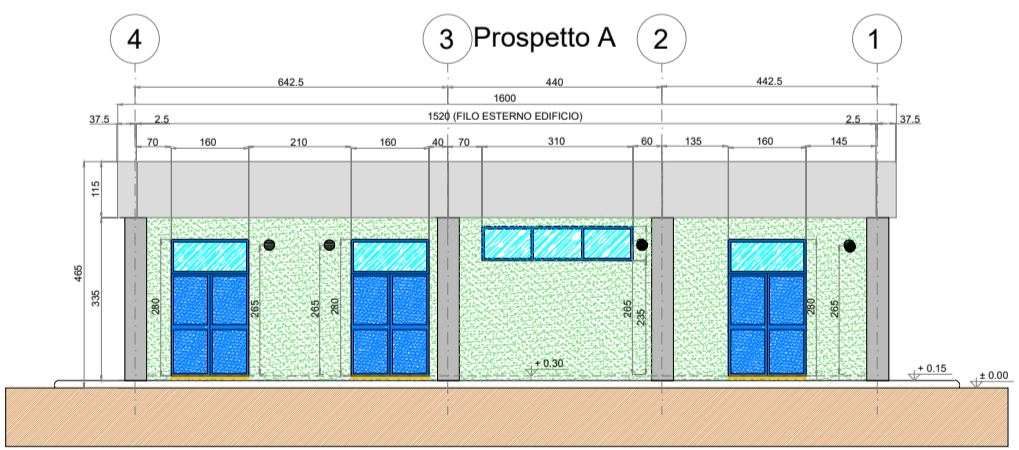 4 3 Prospetto A 2 1
642.5 440 442.5
1600
37.5 2.5 1520 (FILO ESTERNO EDIFICIO) 2.5 37.5
70 160 210 160 40 70 310 60 135 160 145
115
465
335
280 265 265 280 265 235 280 265
+ 0.30
+ 0.15
± 0.00